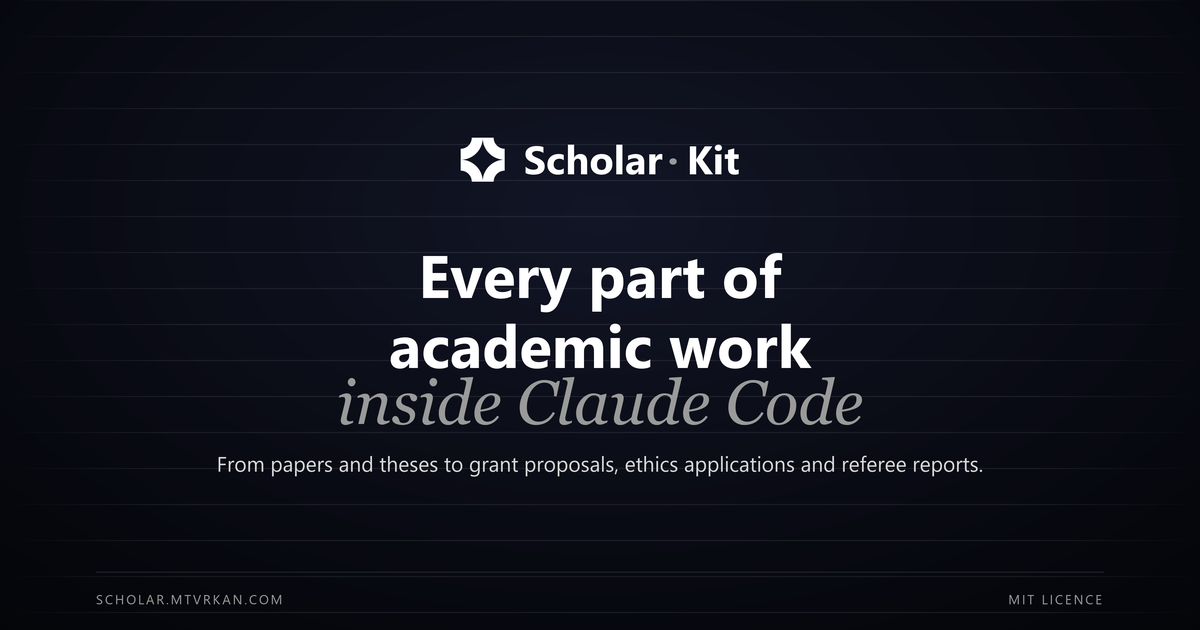 Scholar · Kit
Every part of
academic work
inside Claude Code
From papers and theses to grant proposals, ethics applications and referee reports.
SCHOLAR.MTVRKAN.COM
MIT LICENCE